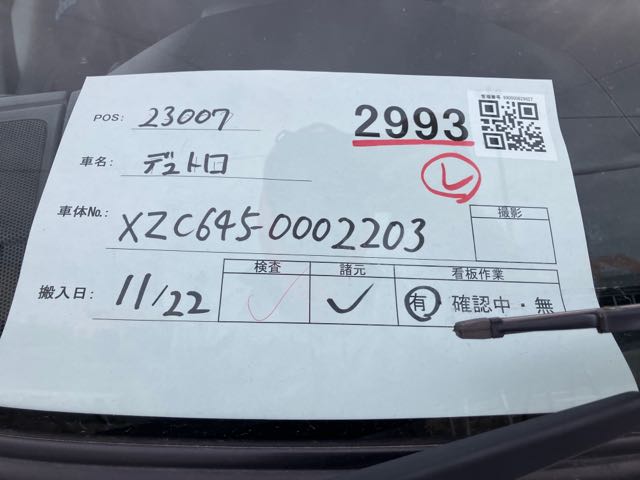 POS: 23007
2993
車名: デュトロ
レ
車体No.: XZC645-0002203
撮影
搬入日: 11/22
検査 諸元 看板作業
有・確認中・無